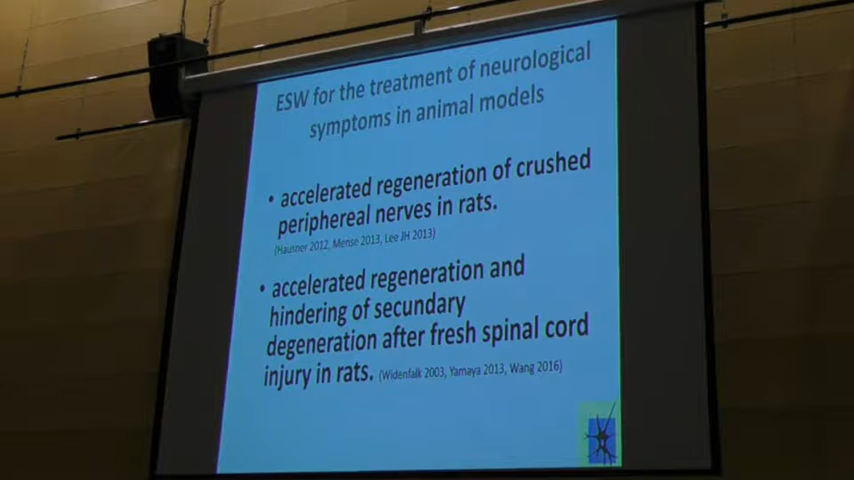 ESW for the treatment of neurological
symptoms in animal models
• accelerated regeneration of crushed
periphereal nerves in rats.
(Hausner 2012, Mense 2013, Lee JH 2013)
• accelerated regeneration and
hindering of secundary
degeneration after fresh spinal cord
injury in rats. (Widenfalk 2003, Yamaya 2013, Wang 2016)